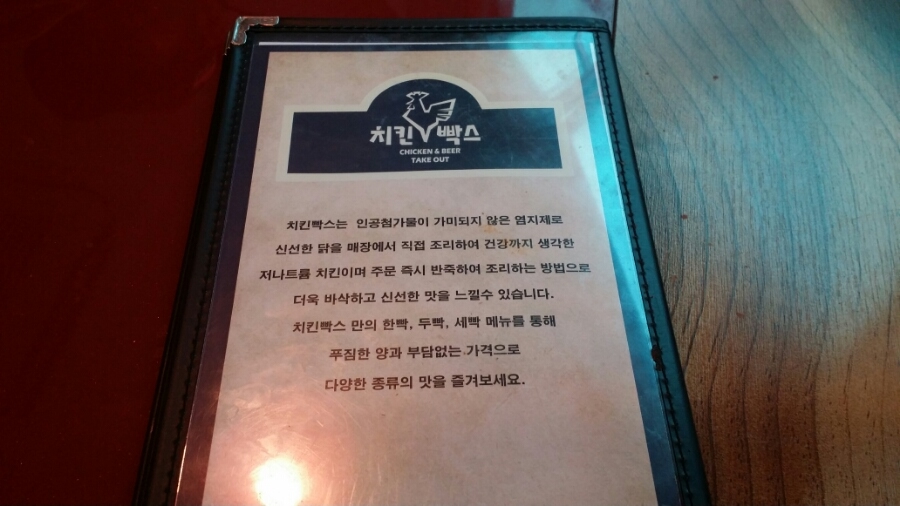 치킨빡스
CHICKEN & BEER
TAKE OUT
치킨빡스는 인공첨가물이 가미되지 않은 염지제로
신선한 닭을 매장에서 직접 조리하여 건강까지 생각한
저나트륨 치킨이며 주문 즉시 반죽하여 조리하는 방법으로
더욱 바삭하고 신선한 맛을 느낄수 있습니다.
치킨빡스 만의 한빡, 두빡, 세빡 메뉴를 통해
푸짐한 양과 부담없는 가격으로
다양한 종류의 맛을 즐겨보세요.